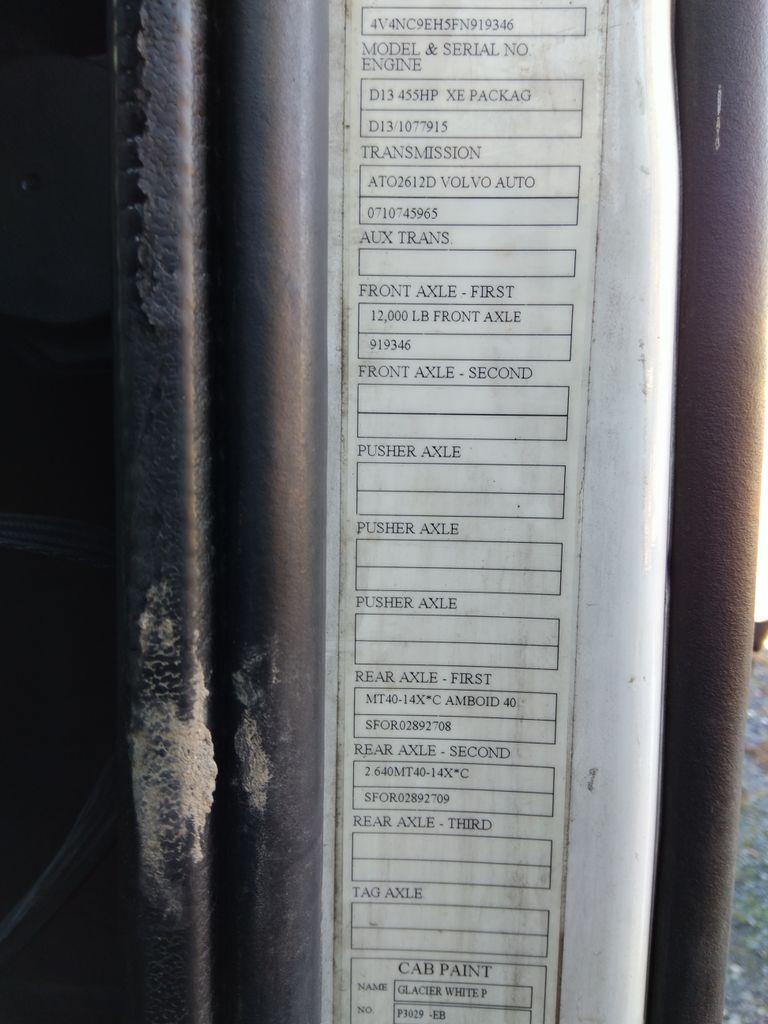 4V4NC9EH5FN919346
MODEL & SERIAL NO.
ENGINE
D13 455HP XE PACKAG
D13/1077915
TRANSMISSION
ATO2612D VOLVO AUTO
0710745965
AUX TRANS.
FRONT AXLE - FIRST
12,000 LB FRONT AXLE
919346
FRONT AXLE - SECOND
PUSHER AXLE
PUSHER AXLE
PUSHER AXLE
REAR AXLE - FIRST
MT40-14X*C AMBOID 40
SFOR02892708
REAR AXLE - SECOND
2.640MT40-14X*C
SFOR02892709
REAR AXLE - THIRD
TAG AXLE
CAB PAINT
NAME GLACIER WHITE P
NO. P3029 -EB